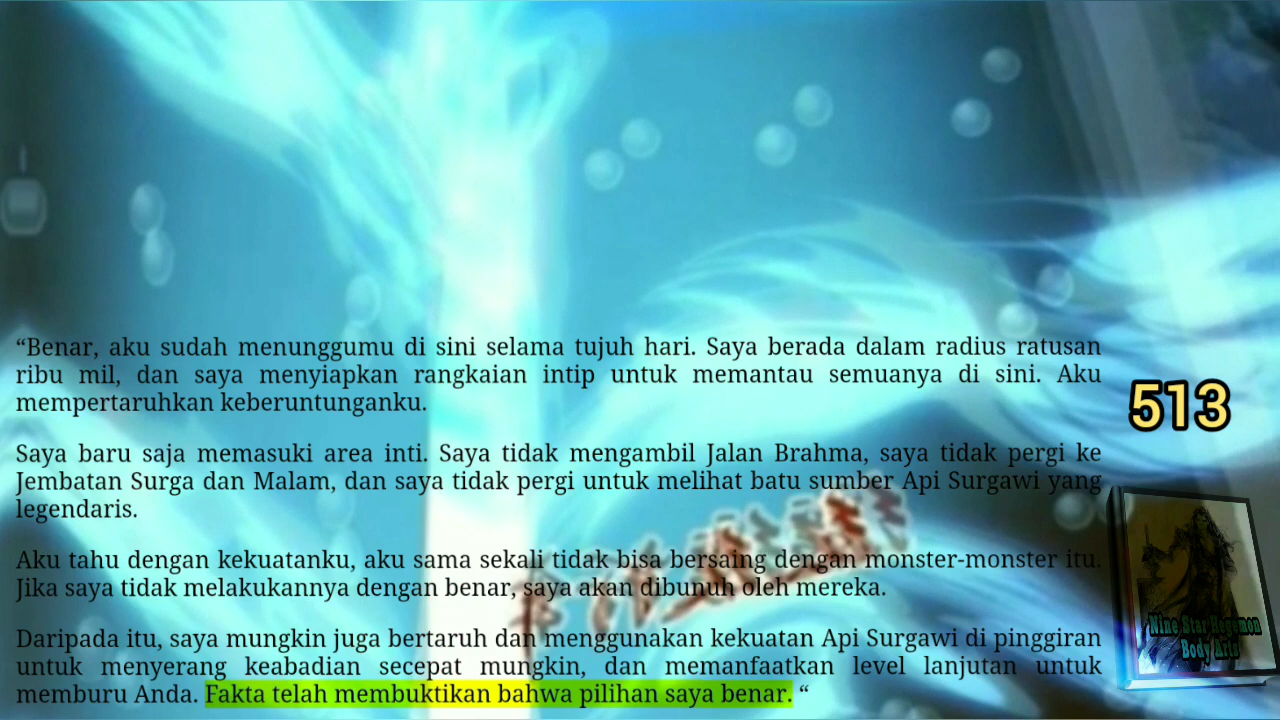 “Benar, aku sudah menunggumu di sini selama tujuh hari. Saya berada dalam radius ratusan
ribu mil, dan saya menyiapkan rangkaian intip untuk memantau semuanya di sini. Aku
mempertaruhkan keberuntunganku.
Saya baru saja memasuki area inti. Saya tidak mengambil Jalan Brahma, saya tidak pergi ke
Jembatan Surga dan Malam, dan saya tidak pergi untuk melihat batu sumber Api Surgawi yang
legendaris.
Aku tahu dengan kekuatanku, aku sama sekali tidak bisa bersaing dengan monster-monster itu.
Jika saya tidak melakukannya dengan benar, saya akan dibunuh oleh mereka.
Daripada itu, saya mungkin juga bertaruh dan menggunakan kekuatan Api Surgawi di pinggiran
untuk menyerang keabadian secepat mungkin, dan memanfaatkan level lanjutan untuk
memburu Anda. Fakta telah membuktikan bahwa pilihan saya benar. “
513
Nine Star Hegemon
Body Arts